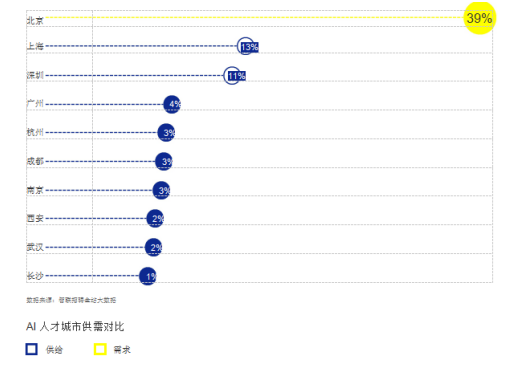 北京
39%
上海
13%
深圳
11%
广州
4%
杭州
3%
成都
3%
南京
3%
西安
2%
武汉
2%
长沙
1%
数据来源：智联招聘全站大数据
AI 人才城市供需对比
供给
需求